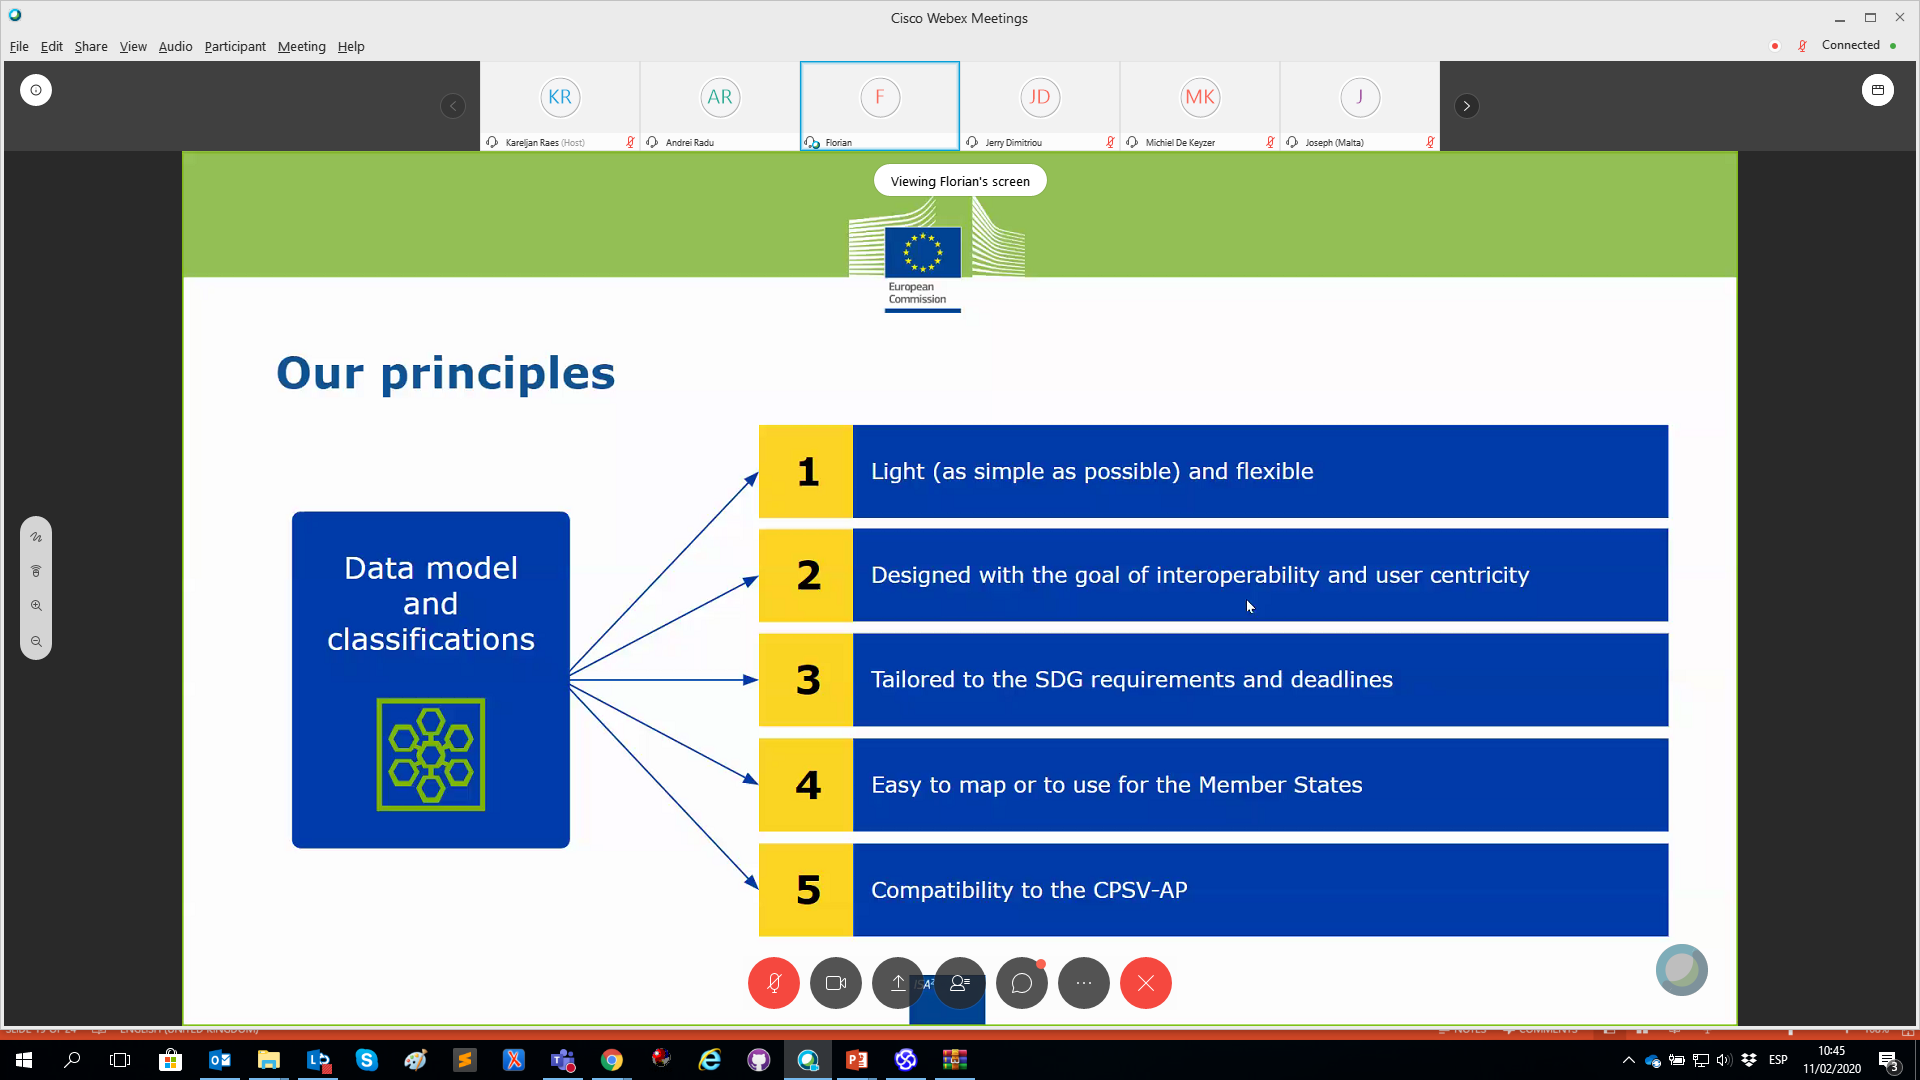 Cisco Webex Meetings
File Edit Share View Audio Participant Meeting Help
Connected
KR
AR
F
JD
MK
J
Kareljan Raes (Host)
Andrei Radu
Florian
Jerry Dimitriou
Michiel De Keyzer
Joseph (Malta)
Viewing Florian's screen
European
Commission
Our principles
Data model
and
classifications
1 Light (as simple as possible) and flexible
2 Designed with the goal of interoperability and user centricity
3 Tailored to the SDG requirements and deadlines
4 Easy to map or to use for the Member States
5 Compatibility to the CPSV-AP
ISA²
ESP
10:45
11/02/2020
3